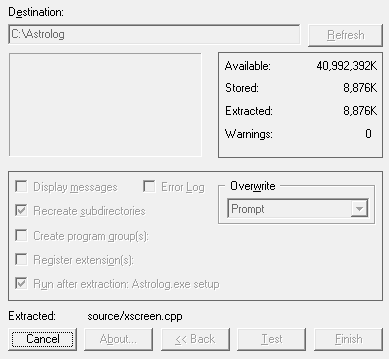 Destination:
C:\Astrolog
Refresh
Available: 40,992,392K
Stored: 8,876K
Extracted: 8,876K
Warnings: 0
Display messages Error Log
Recreate subdirectories
Create program group(s):
Register extension(s):
Run after extraction: Astrolog.exe setup
Overwrite
Prompt
Extracted: source/xscreen.cpp
Cancel About... << Back Test Finish